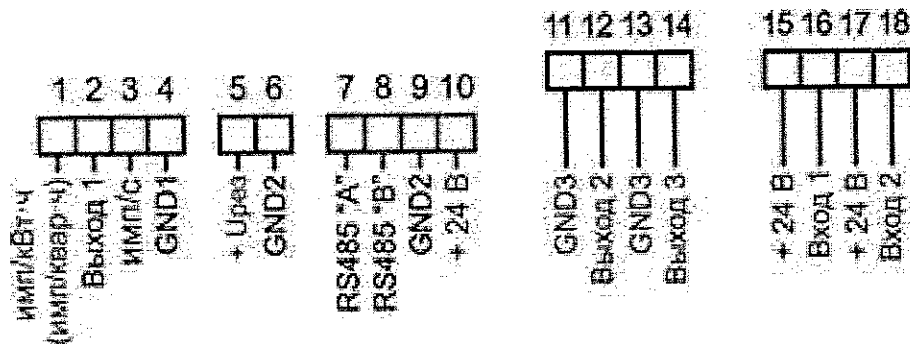 11 12 13 14
15 16 17 18
1 2 3 4
5 6
7 8 9 10
имп/кВт·ч
(имп/квар·ч)
Выход 1
имп/с
GND1
+ Uрез
GND2
RS485 "A"
RS485 "B"
GND2
+ 24 В
GND3
Выход 2
GND3
Выход 3
+ 24 В
Вход 1
+ 24 В
Вход 2